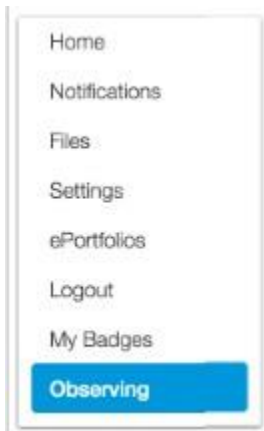 Home
Notifications
Files
Settings
ePortfolios
Logout
My Badges
Observing